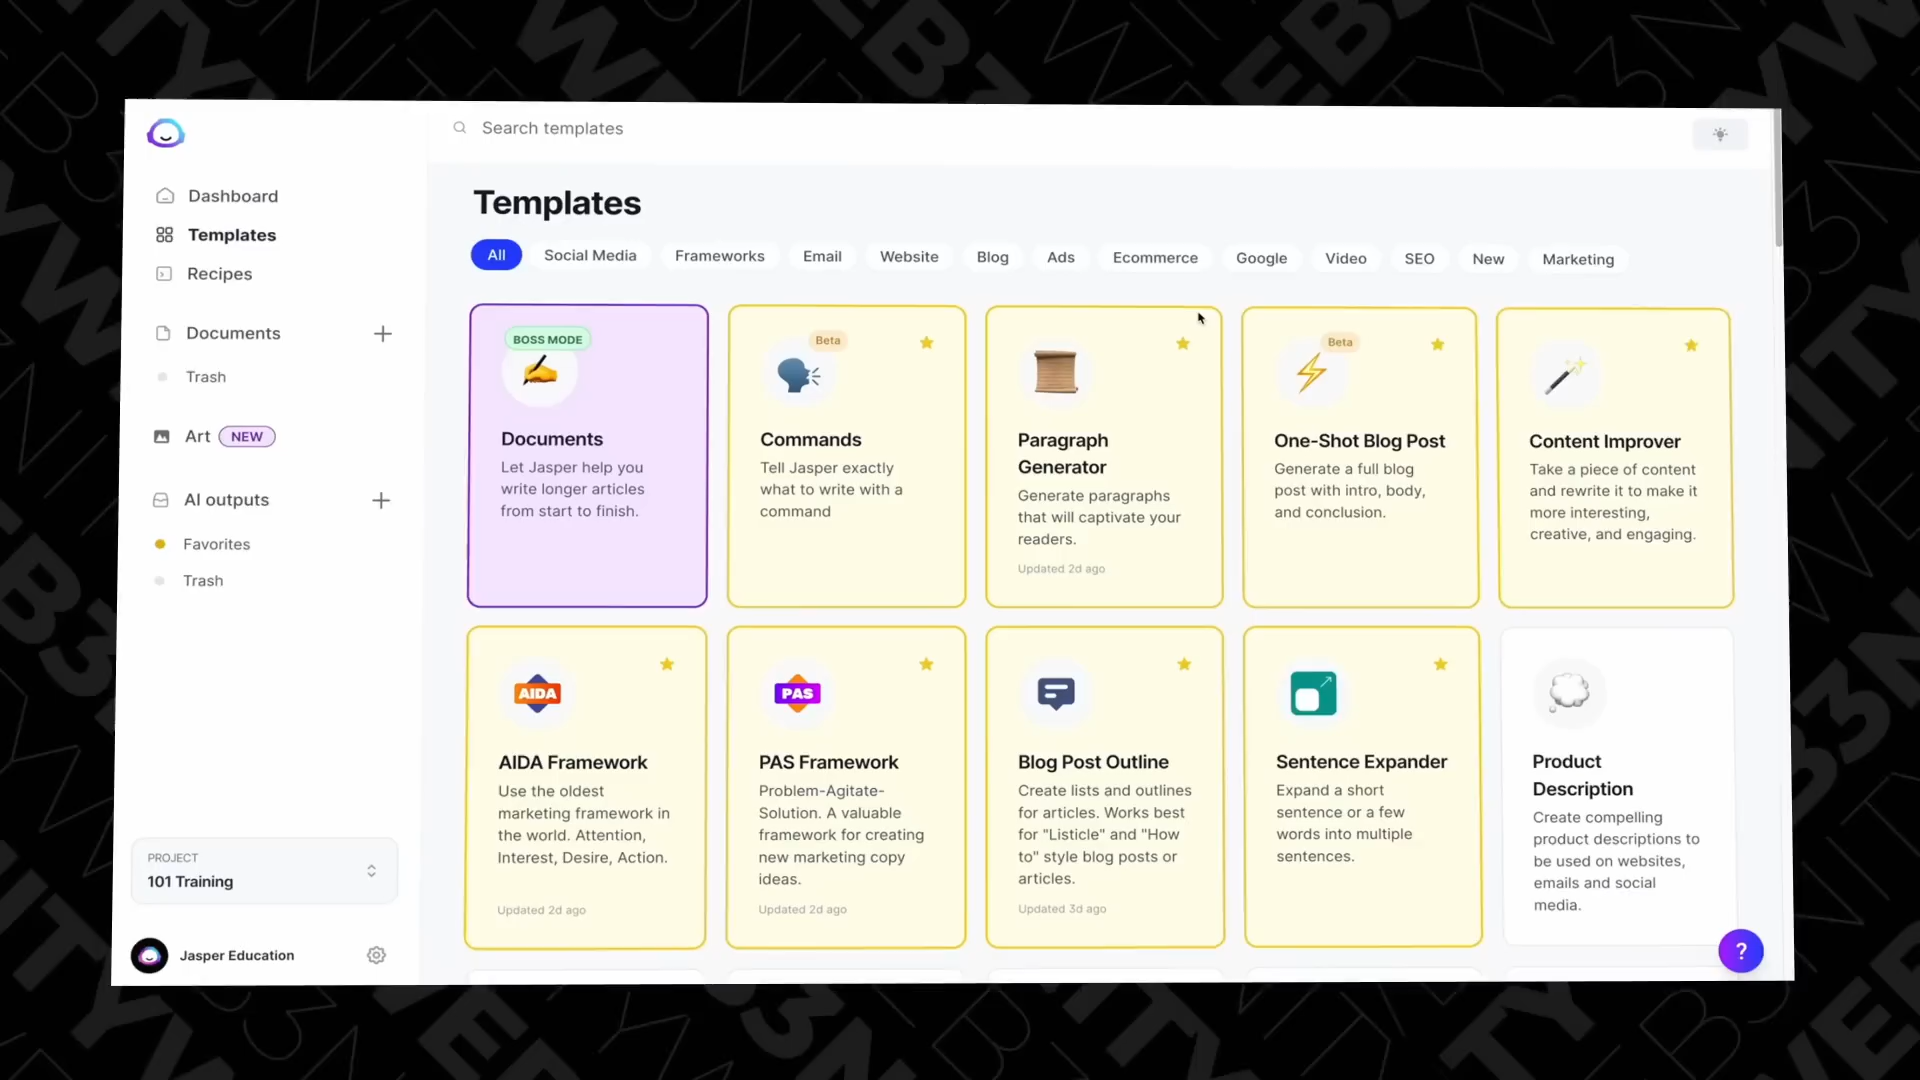 Search templates
Dashboard
Templates
Recipes
Documents
Trash
Art NEW
AI outputs
Favorites
Trash
PROJECT
101 Training
Jasper Education
Templates
All Social Media Frameworks Email Website Blog Ads Ecommerce Google Video SEO New Marketing
BOSS MODE
Documents
Let Jasper help you
write longer articles
from start to finish.
Beta
Commands
Tell Jasper exactly
what to write with a
command
Paragraph
Generator
Generate paragraphs
that will captivate your
readers.
Updated 2d ago
Beta
One-Shot Blog Post
Generate a full blog
post with intro, body,
and conclusion.
Content Improver
Take a piece of content
and rewrite it to make it
more interesting,
creative, and engaging.
AIDA
AIDA Framework
Use the oldest
marketing framework in
the world. Attention,
Interest, Desire, Action.
Updated 2d ago
PAS
PAS Framework
Problem-Agitate-
Solution. A valuable
framework for creating
new marketing copy
ideas.
Updated 2d ago
Blog Post Outline
Create lists and outlines
for articles. Works best
for "Listicle" and "How
to" style blog posts or
articles.
Updated 3d ago
Sentence Expander
Expand a short
sentence or a few
words into multiple
sentences.
Product
Description
Create compelling
product descriptions to
be used on websites,
emails and social
media.
?